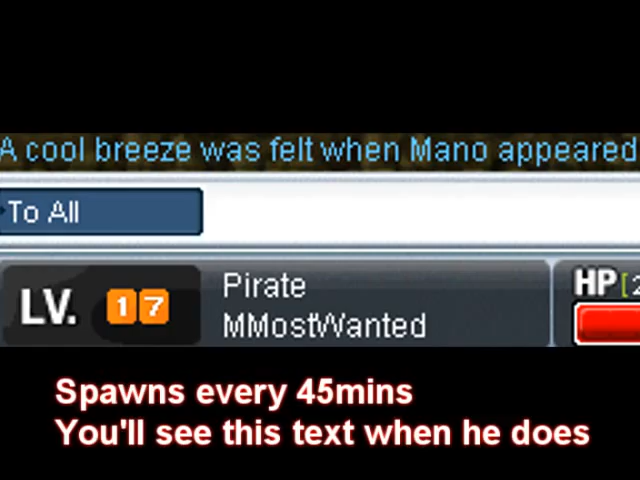 A cool breeze was felt when Mano appeared
To All
LV. 17
Pirate
MMostWanted
HP[2
Spawns every 45mins
You'll see this text when he does